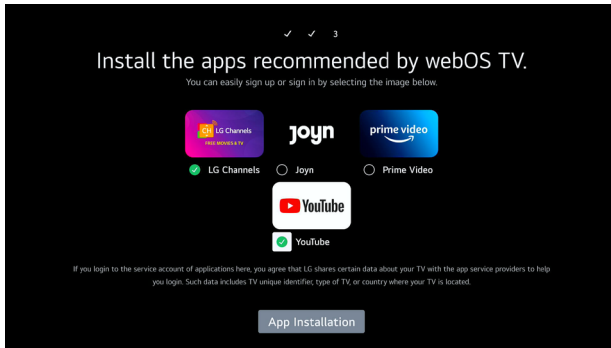 3
Install the apps recommended by webOS TV.
You can easily sign up or sign in by selecting the image below.
CH LG Channels
FREE MOVIES & TV
joyn
prime video
LG Channels
Joyn
Prime Video
YouTube
YouTube
If you login to the service account of applications here, you agree that LG shares certain data about your TV with the app service providers to help
you login. Such data includes TV unique identifier, type of TV, or country where your TV is located.
App Installation